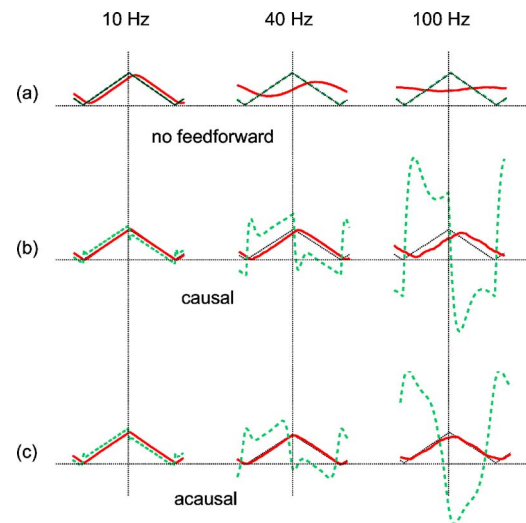 10 Hz 40 Hz 100 Hz
(a)
no feedforward
(b)
causal
(c)
acausal